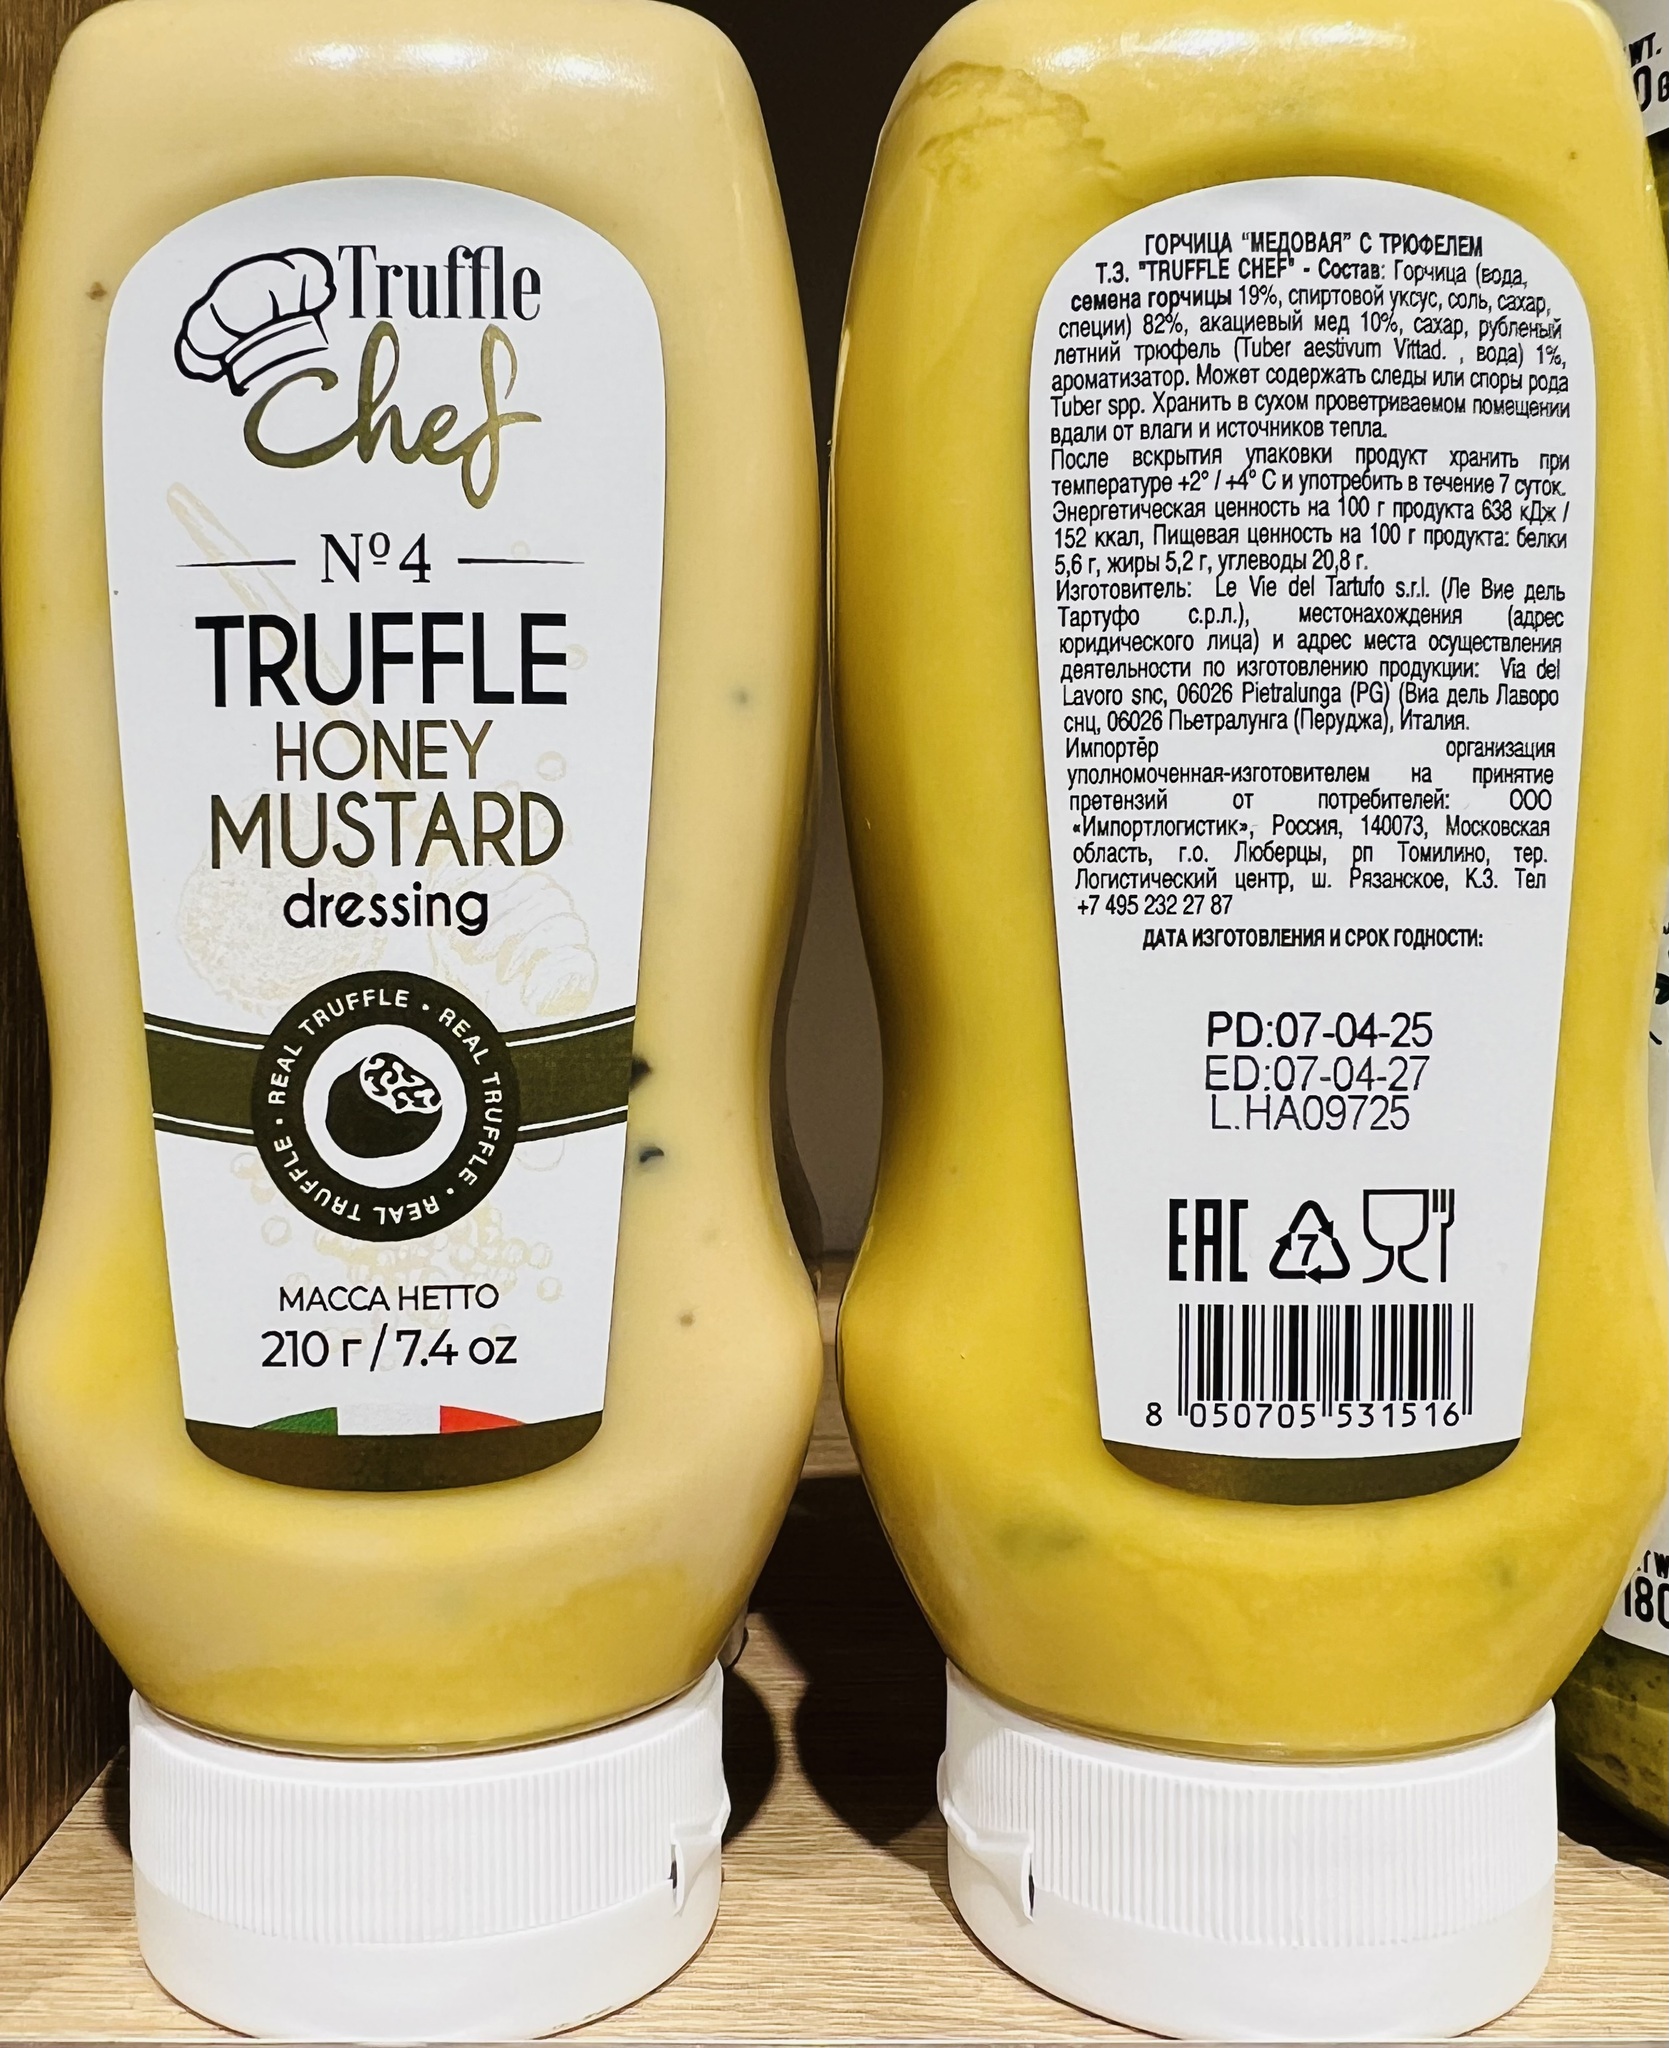 Truffle
Chef
Nº4
TRUFFLE
HONEY
MUSTARD
dressing
REAL TRUFFLE • REAL TRUFFLE • REAL TRUFFLE •
МАССА НЕТТО
210 г / 7.4 oz
ГОРЧИЦА "МЕДОВАЯ" С ТРЮФЕЛЕМ
Т.З. "TRUFFLE CHEF" - Состав: Горчица (вода,
семена горчицы 19%, спиртовой уксус, соль, сахар,
специи) 82%, акациевый мед 10%, сахар, рубленый
летний трюфель (Tuber aestivum Vittad. , вода) 1%,
ароматизатор. Может содержать следы или споры рода
Tuber spp. Хранить в сухом проветриваемом помещении
вдали от влаги и источников тепла.
После вскрытия упаковки продукт хранить при
температуре +2° / +4° С и употребить в течение 7 суток.
Энергетическая ценность на 100 г продукта 638 кДж /
152 ккал, Пищевая ценность на 100 г продукта: белки
5,6 г, жиры 5,2 г, углеводы 20,8 г.
Изготовитель: Le Vie del Tartufo s.r.l. (Ле Вие дель
Тартуфо с.р.л.), местонахождения (адрес
юридического лица) и адрес места осуществления
деятельности по изготовлению продукции: Via del
Lavoro snc, 06026 Pietralunga (PG) (Виа дель Лаворо
снц, 06026 Пьетралунга (Перуджа), Италия.
Импортёр организация
уполномоченная-изготовителем на принятие
претензий от потребителей: ООО
«Импортлогистик», Россия, 140073, Московская
область, г.о. Люберцы, рп Томилино, тер.
Логистический центр, ш. Рязанское, К.3. Тел
+7 495 232 27 87
ДАТА ИЗГОТОВЛЕНИЯ И СРОК ГОДНОСТИ:
PD:07-04-25
ED:07-04-27
L.HA09725
EAC 7
8 050705 531516
WT.
180